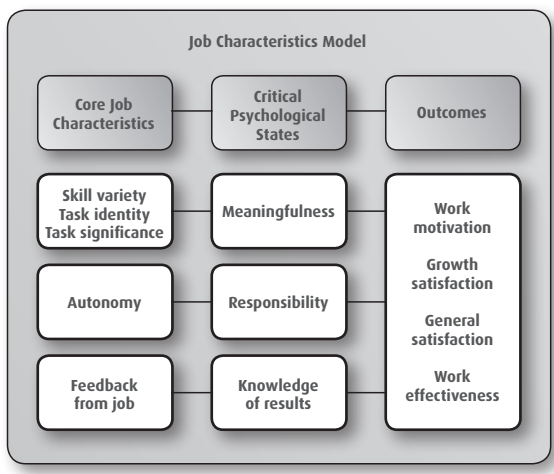 Job Characteristics Model
Core Job
Characteristics
Critical
Psychological
States
Outcomes
Skill variety
Task identity
Task significance
Meaningfulness
Work
motivation
Growth
satisfaction
General
satisfaction
Work
effectiveness
Autonomy
Responsibility
Feedback
from job
Knowledge
of results